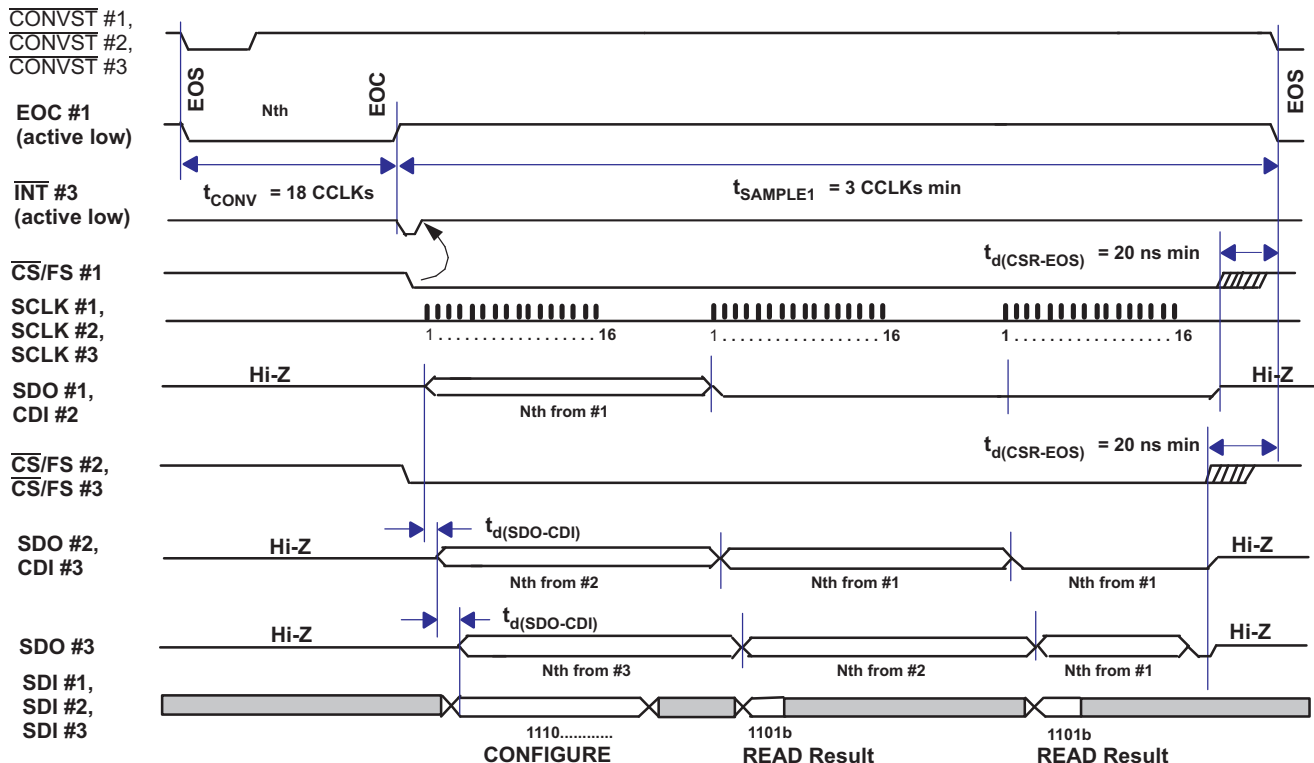 CONVST #1,
CONVST #2,
CONVST #3
EOS
EOC
EOS
EOC #1
(active low)
Nth
tCONV = 18 CCLKs
tSAMPLE1 = 3 CCLKs min
INT #3
(active low)
td(CSR-EOS) = 20 ns min
CS/FS #1
SCLK #1,
SCLK #2,
SCLK #3
1 . . . . . . . . . . . . . . . . . . 16
1 . . . . . . . . . . . . . . . . . . 16
1 . . . . . . . . . . . . . . . . . . 16
Hi-Z
Hi-Z
SDO #1,
CDI #2
Nth from #1
td(CSR-EOS) = 20 ns min
CS/FS #2,
CS/FS #3
td(SDO-CDI)
SDO #2,
CDI #3
Hi-Z
Hi-Z
Nth from #2
Nth from #1
Nth from #1
td(SDO-CDI)
Hi-Z
Hi-Z
SDO #3
Nth from #3
Nth from #2
Nth from #1
SDI #1,
SDI #2,
SDI #3
1110............
1101b
1101b
CONFIGURE
READ Result
READ Result